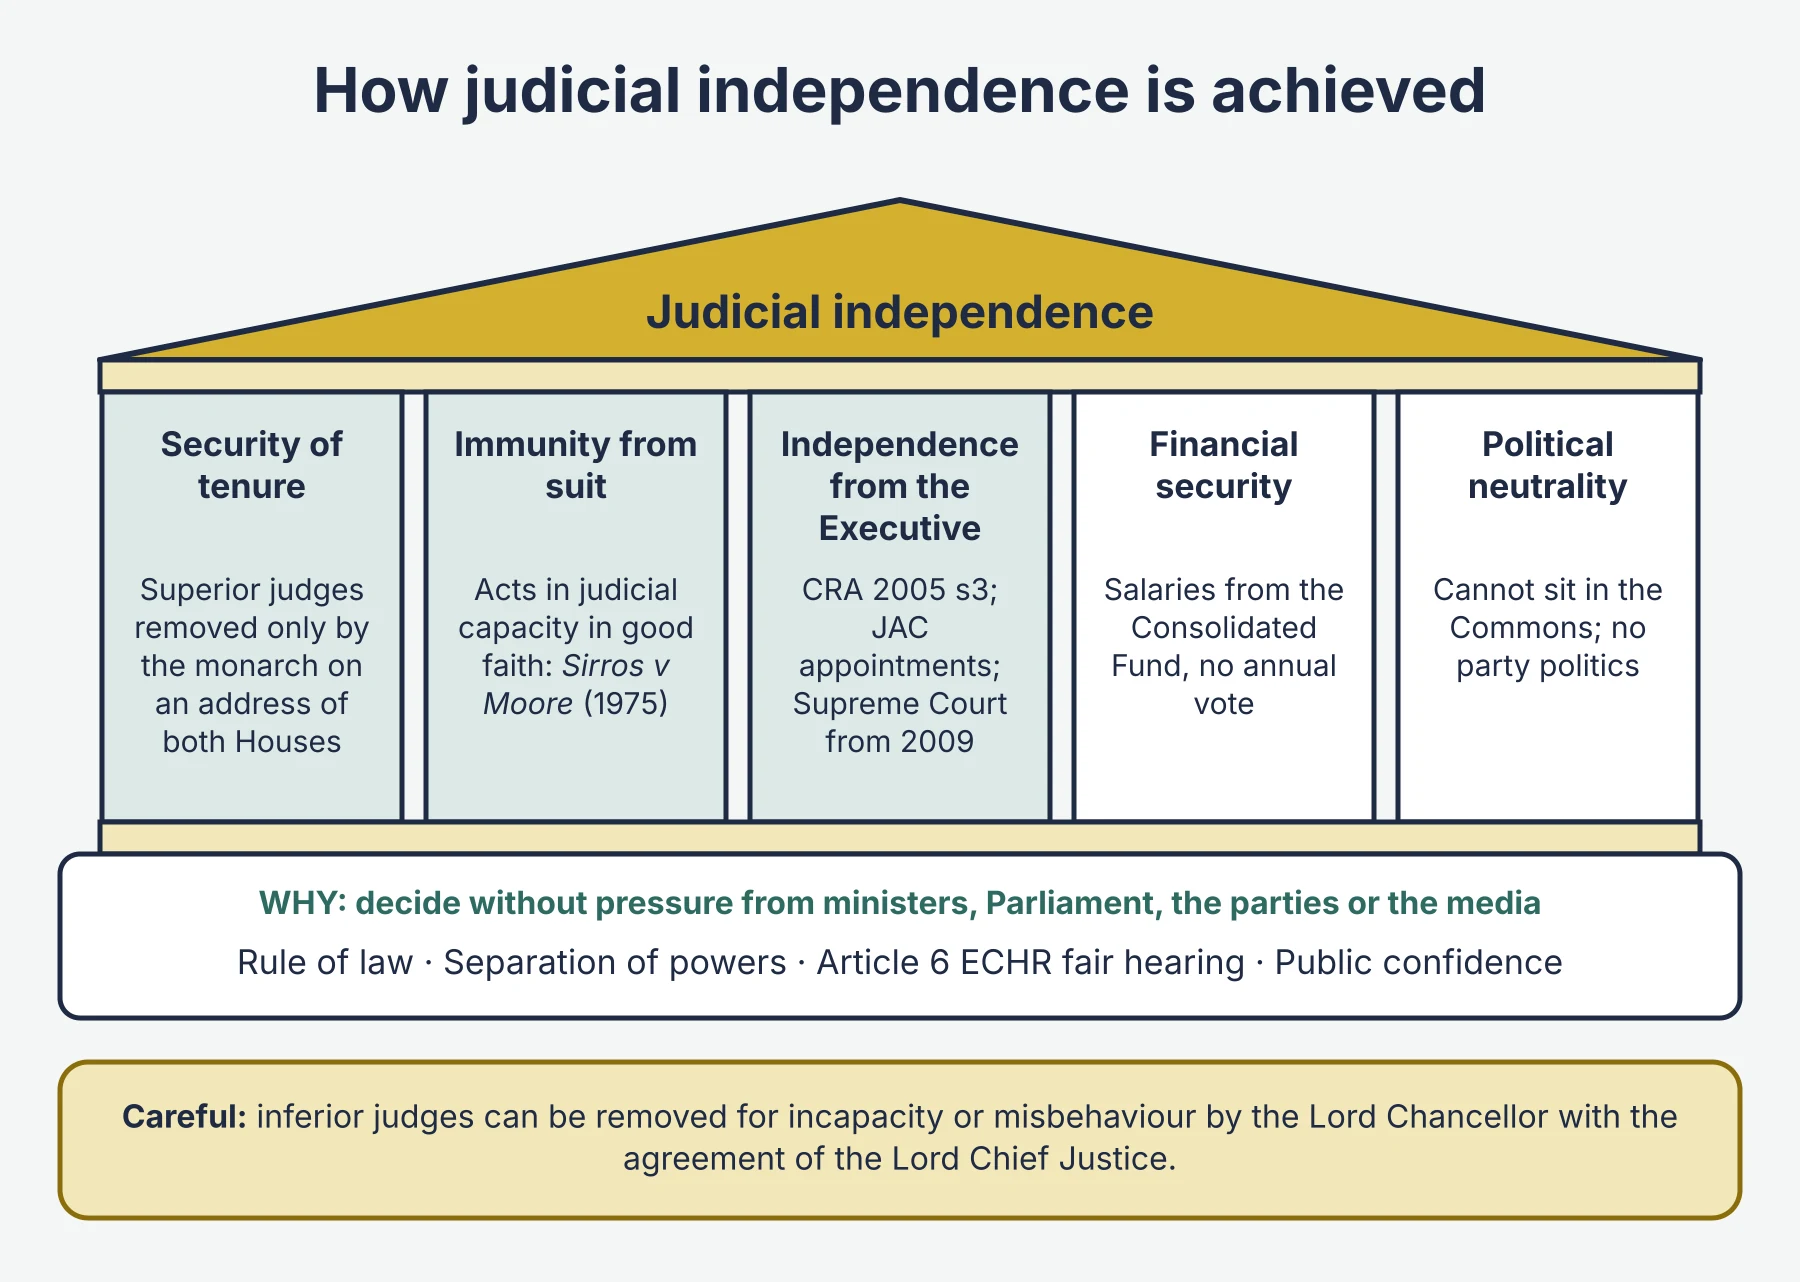 How judicial independence is achieved
Judicial independence
Security of
tenure
Superior judges
removed only by
the monarch on
an address of
both Houses
Immunity from
suit
Acts in judicial
capacity in good
faith: Sirros v
Moore (1975)
Independence
from the
Executive
CRA 2005 s3;
JAC
appointments;
Supreme Court
from 2009
Financial
security
Salaries from the
Consolidated
Fund, no annual
vote
Political
neutrality
Cannot sit in the
Commons; no
party politics
WHY: decide without pressure from ministers, Parliament, the parties or the media
Rule of law · Separation of powers · Article 6 ECHR fair hearing · Public confidence
Careful: inferior judges can be removed for incapacity or misbehaviour by the Lord Chancellor with the
agreement of the Lord Chief Justice.